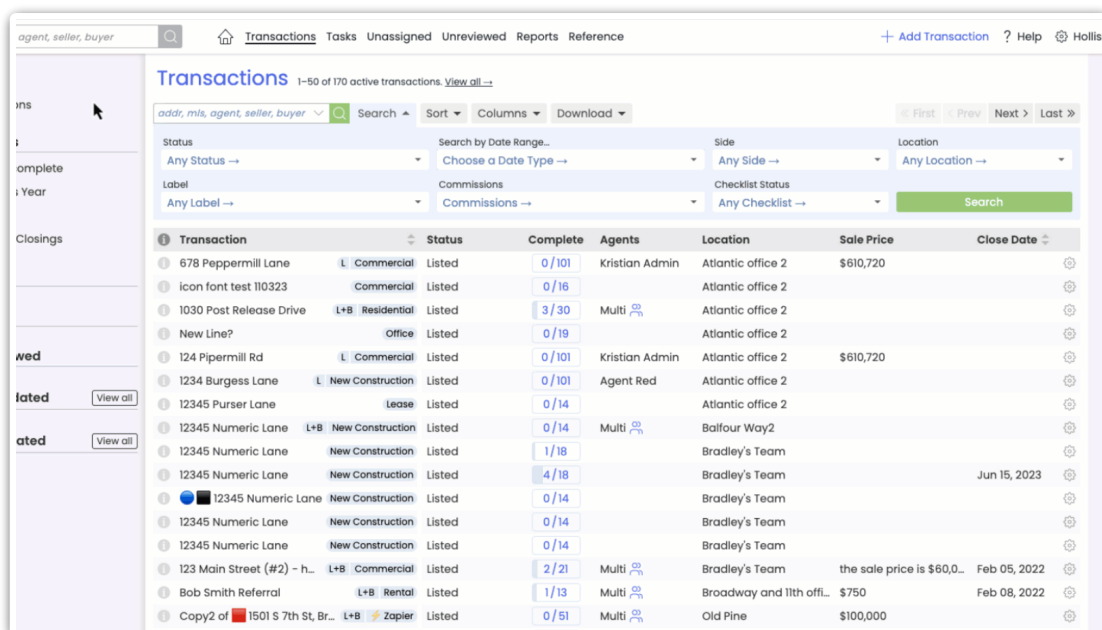 agent, seller, buyer Transactions Tasks Unassigned Unreviewed Reports Reference + Add Transaction ? Help Hollis
Transactions 1–50 of 170 active transactions. View all →
addr, mls, agent, seller, buyer Search Sort Columns Download « First < Prev Next > Last »
ons
Status Search by Date Range... Side Location
Any Status → Choose a Date Type → Any Side → Any Location →
omplete
Label Commissions Checklist Status
s Year
Any Label → Commissions → Any Checklist → Search
Closings
Transaction Status Complete Agents Location Sale Price Close Date
678 Peppermill Lane L Commercial Listed 0/101 Kristian Admin Atlantic office 2 $610,720
icon font test 110323 Commercial Listed 0/16 Atlantic office 2
1030 Post Release Drive L+B Residential Listed 3/30 Multi Atlantic office 2
New Line? Office Listed 0/19 Atlantic office 2
wed
124 Pipermill Rd L Commercial Listed 0/101 Kristian Admin Atlantic office 2 $610,720
1234 Burgess Lane L New Construction Listed 0/101 Agent Red Atlantic office 2
dated View all
12345 Purser Lane Lease Listed 0/14 Atlantic office 2
12345 Numeric Lane L+B New Construction Listed 0/14 Multi Balfour Way2
ated View all
12345 Numeric Lane New Construction Listed 1/18 Bradley's Team
12345 Numeric Lane New Construction Listed 4/18 Bradley's Team Jun 15, 2023
12345 Numeric Lane New Construction Listed 0/14 Bradley's Team
12345 Numeric Lane New Construction Listed 0/14 Bradley's Team
12345 Numeric Lane New Construction Listed 0/14 Bradley's Team
123 Main Street (#2) - h... L+B Commercial Listed 2/21 Multi Bradley's Team the sale price is $60,0... Feb 05, 2022
Bob Smith Referral L+B Rental Listed 1/13 Multi Broadway and 11th offi... $750 Feb 08, 2022
Copy2 of 1501 S 7th St, Br... L+B Zapier Listed 0/51 Multi Old Pine $100,000